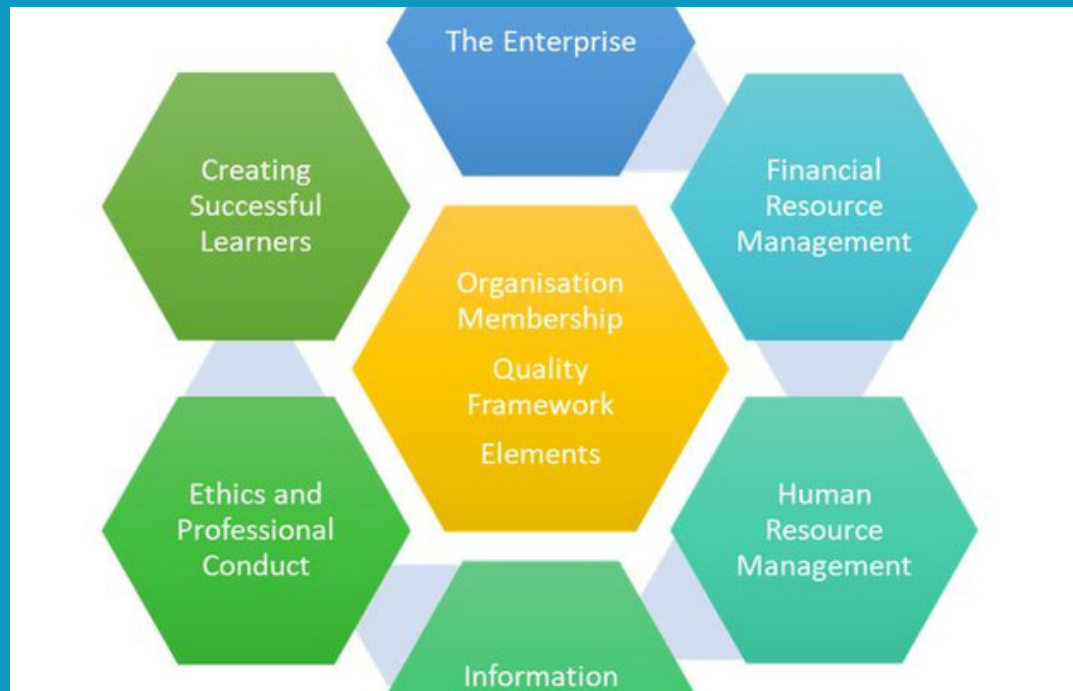 The Enterprise
Financial
Resource
Management
Human
Resource
Management
Information
Ethics and
Professional
Conduct
Creating
Successful
Learners
Organisation
Membership
Quality
Framework
Elements